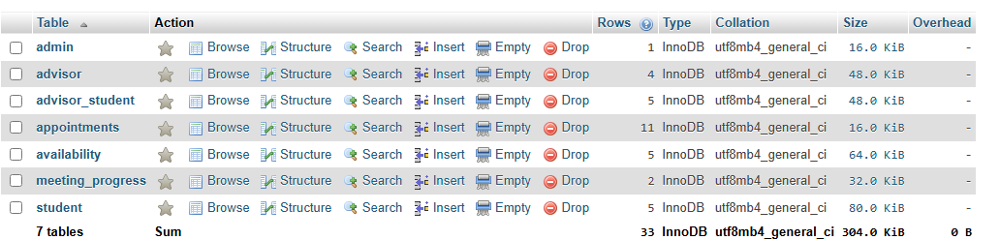 Table Action Rows Type Collation Size Overhead
admin Browse Structure Search Insert Empty Drop 1 InnoDB utf8mb4_general_ci 16.0 KiB -
advisor Browse Structure Search Insert Empty Drop 4 InnoDB utf8mb4_general_ci 48.0 KiB -
advisor_student Browse Structure Search Insert Empty Drop 5 InnoDB utf8mb4_general_ci 48.0 KiB -
appointments Browse Structure Search Insert Empty Drop 11 InnoDB utf8mb4_general_ci 16.0 KiB -
availability Browse Structure Search Insert Empty Drop 5 InnoDB utf8mb4_general_ci 64.0 KiB -
meeting_progress Browse Structure Search Insert Empty Drop 2 InnoDB utf8mb4_general_ci 32.0 KiB -
student Browse Structure Search Insert Empty Drop 5 InnoDB utf8mb4_general_ci 80.0 KiB -
7 tables Sum 33 InnoDB utf8mb4_general_ci 304.0 KiB 0 B